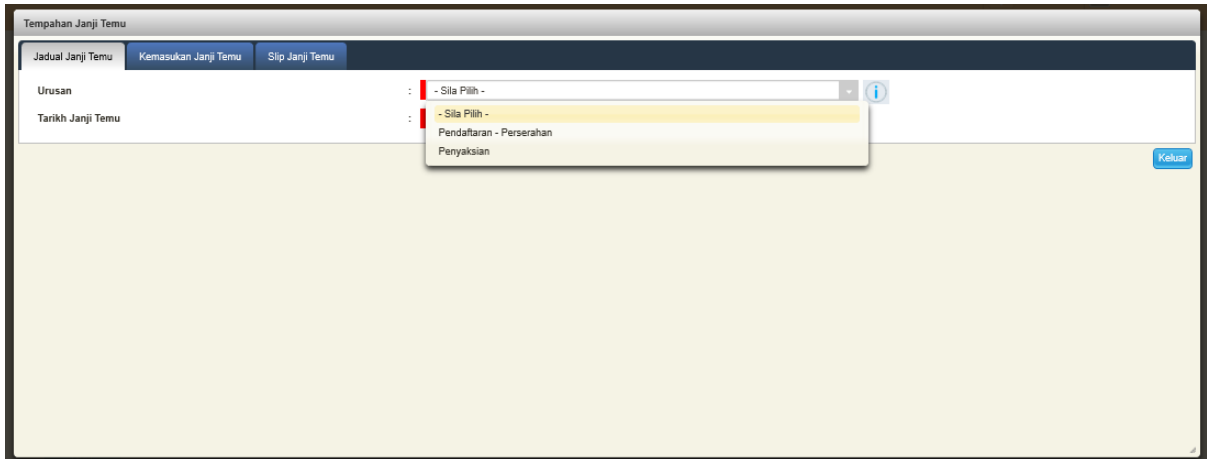 Tempahan Janji Temu
Jadual Janji Temu Kemasukan Janji Temu Slip Janji Temu
Urusan : - Sila Pilih -
- Sila Pilih -
Tarikh Janji Temu :
Pendaftaran - Perserahan
Penyaksian
Keluar